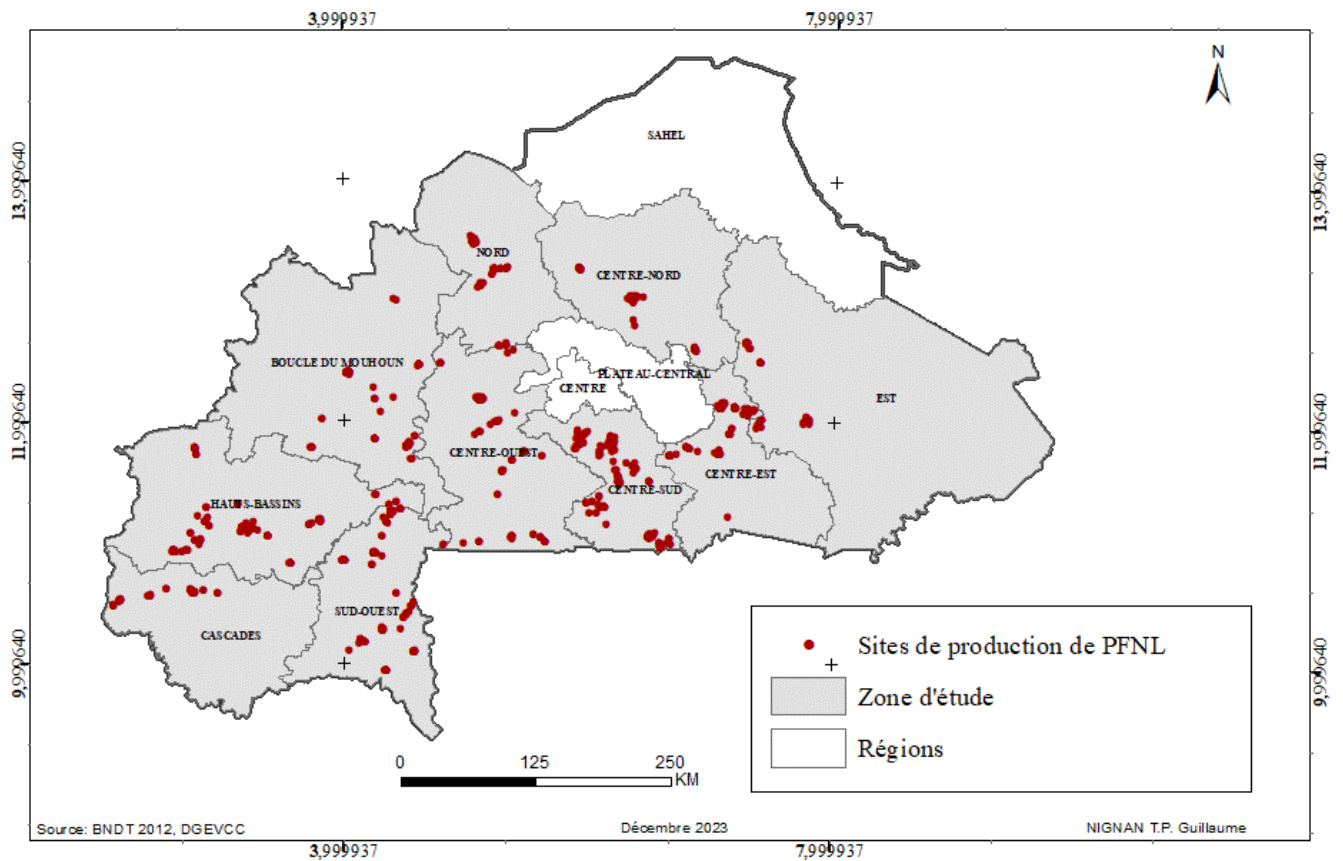 3,999937 7,999937
N
SAHEL
13,999640 13,999640
NORD
CENTRE-NORD
BOUCLE DU MOUHOUN
PLATEAU-CENTRAL
CENTRE
EST
11,999640 11,999640
CENTRE-OUEST
CENTRE-EST
CENTRE-SUD
HAUTS-BASSINS
SUD-OUEST
CASCADES
Sites de production de PFNL
9,999640 9,999640
Zone d'étude
Régions
0 125 250
KM
Source: BNDT 2012, DGEVCC Décembre 2023 NIGNAN T.P. Guillaume
3,999937 7,999937